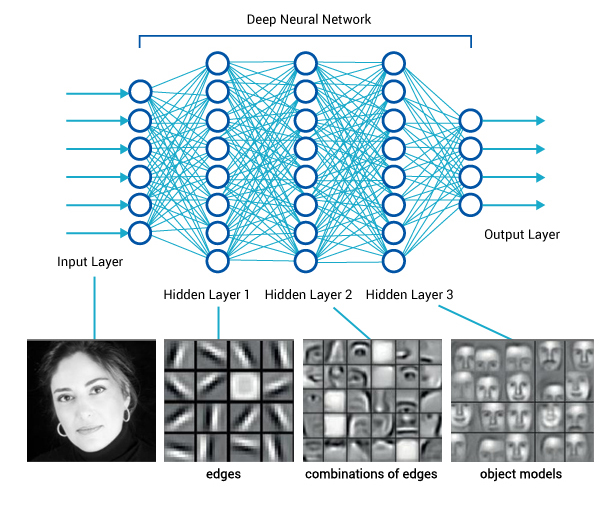 Deep Neural Network
Input Layer
Output Layer
Hidden Layer 1
Hidden Layer 2
Hidden Layer 3
edges
combinations of edges
object models